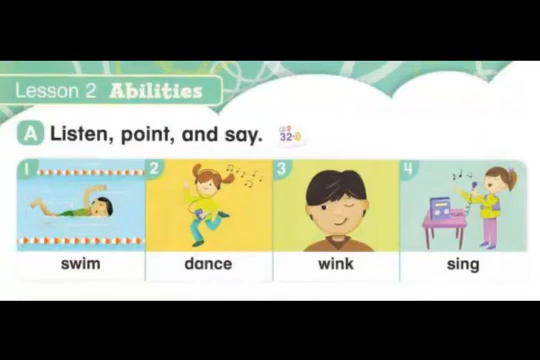 Lesson 2 Abilities
A Listen, point, and say. 32
1 2 3 4
swim dance wink sing